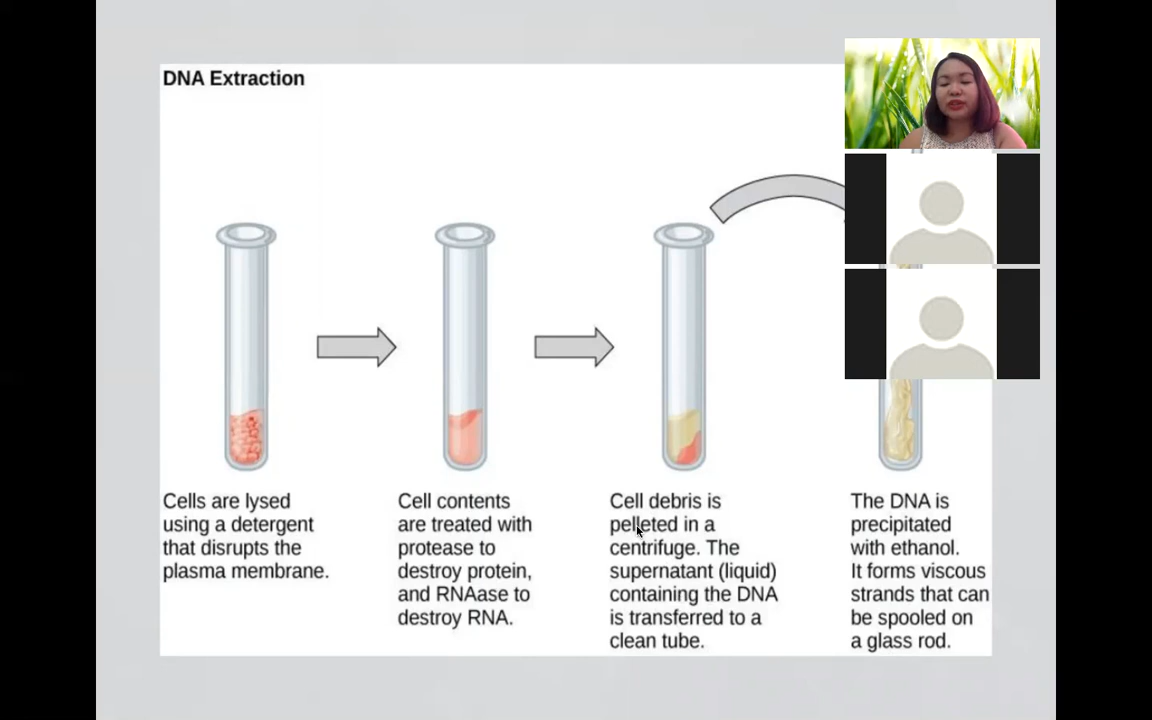 DNA Extraction
Cells are lysed
using a detergent
that disrupts the
plasma membrane.
Cell contents
are treated with
protease to
destroy protein,
and RNAase to
destroy RNA.
Cell debris is
pelleted in a
centrifuge. The
supernatant (liquid)
containing the DNA
is transferred to a
clean tube.
The DNA is
precipitated
with ethanol.
It forms viscous
strands that can
be spooled on
a glass rod.